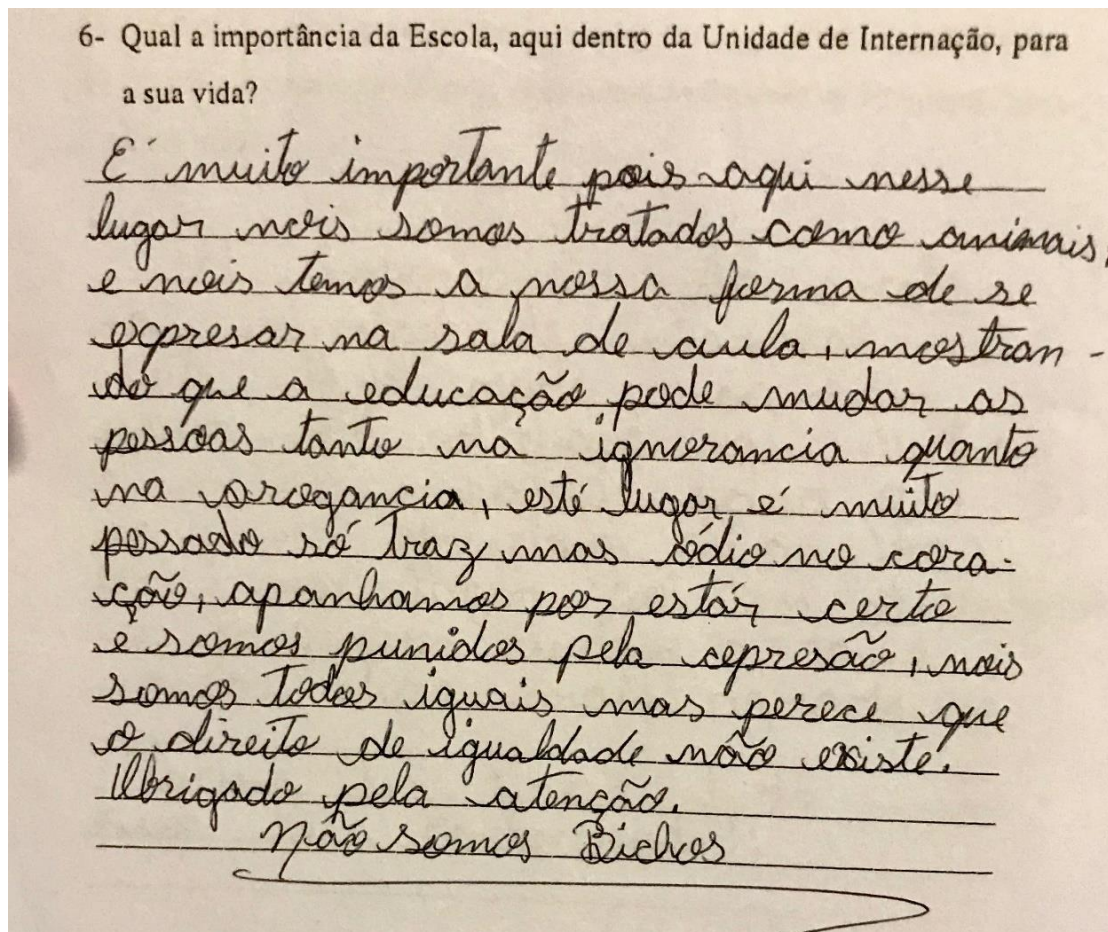 6- Qual a importância da Escola, aqui dentro da Unidade de Internação, para
a sua vida?
E' muito importante pois aqui nesse
lugar nois somos tratados como animais,
e nois temos a nossa forma de se
expresar na sala de aula, mostran-
do que a educação pode mudar as
pessoas tanto na ignorancia quanto
na arogancia, esté lugar é muito
pessado só traz mas ódio no cora-
ção, apanhamos por estár certo
e somos punidos pela represão, nois
somos todos iguais mas perece que
o direito de igualdade não existe.
Obrigado pela atenção.
Não somos Bichos